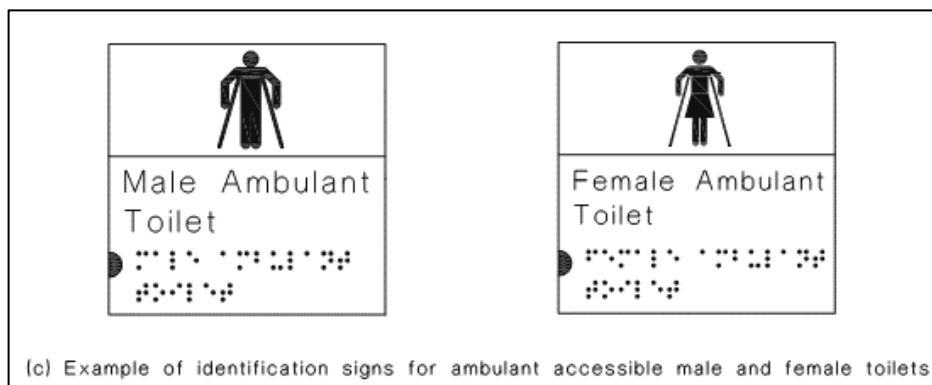 Male Ambulant
Toilet
Female Ambulant
Toilet
(c) Example of identification signs for ambulant accessible male and female toilets